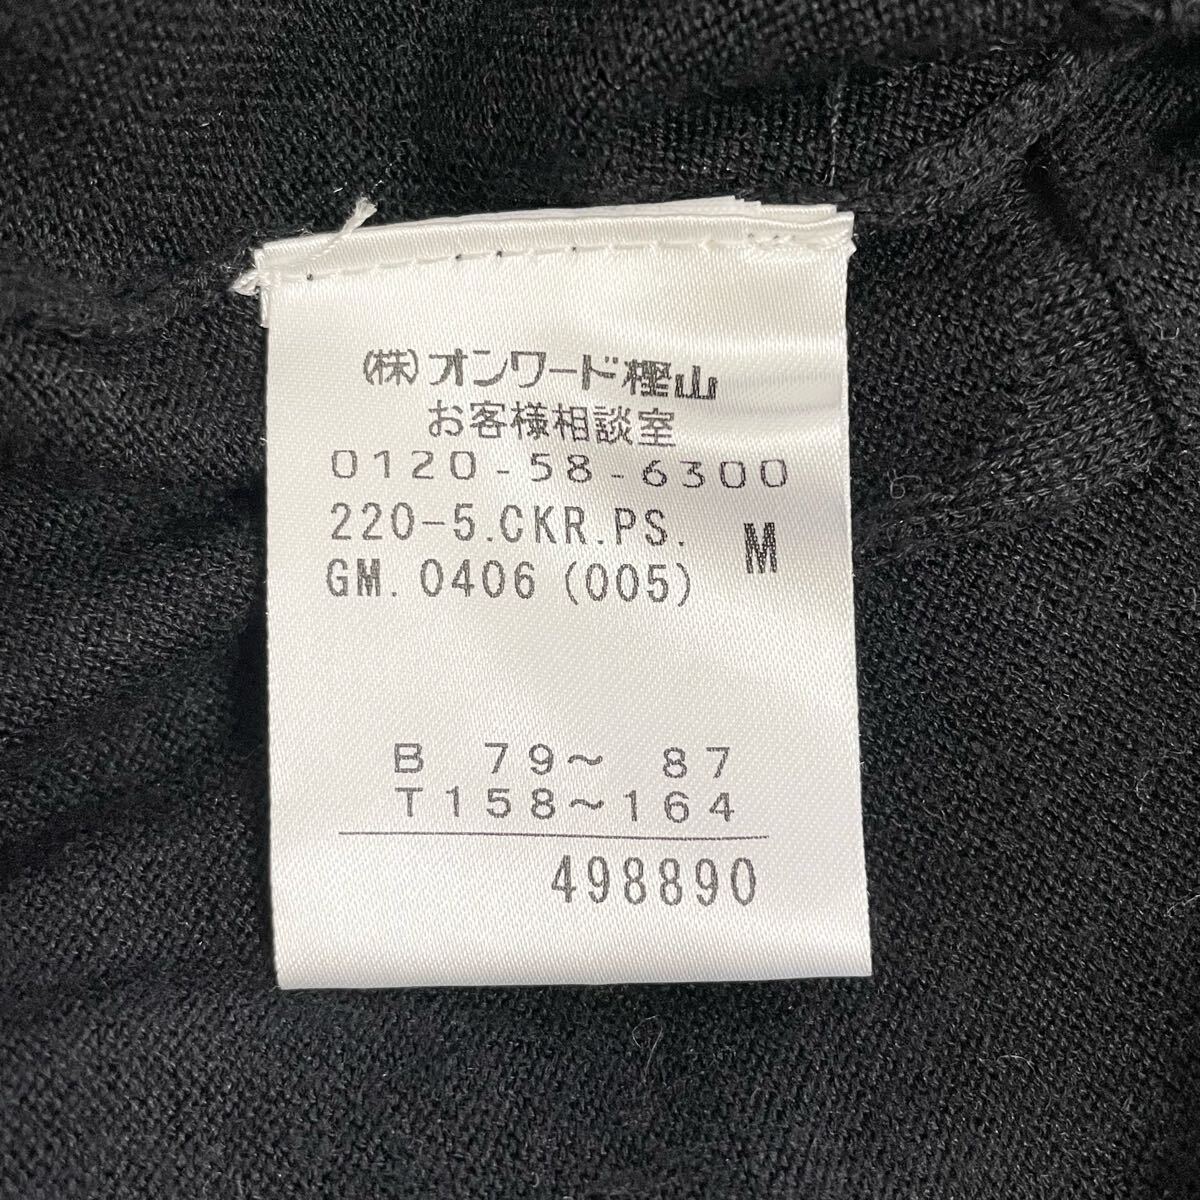 (株)オンワード樫山
お客様相談室
0120-58-6300
220-5.CKR.PS. M
GM. 0406 (005)
B 79～ 87
T158～164
498890